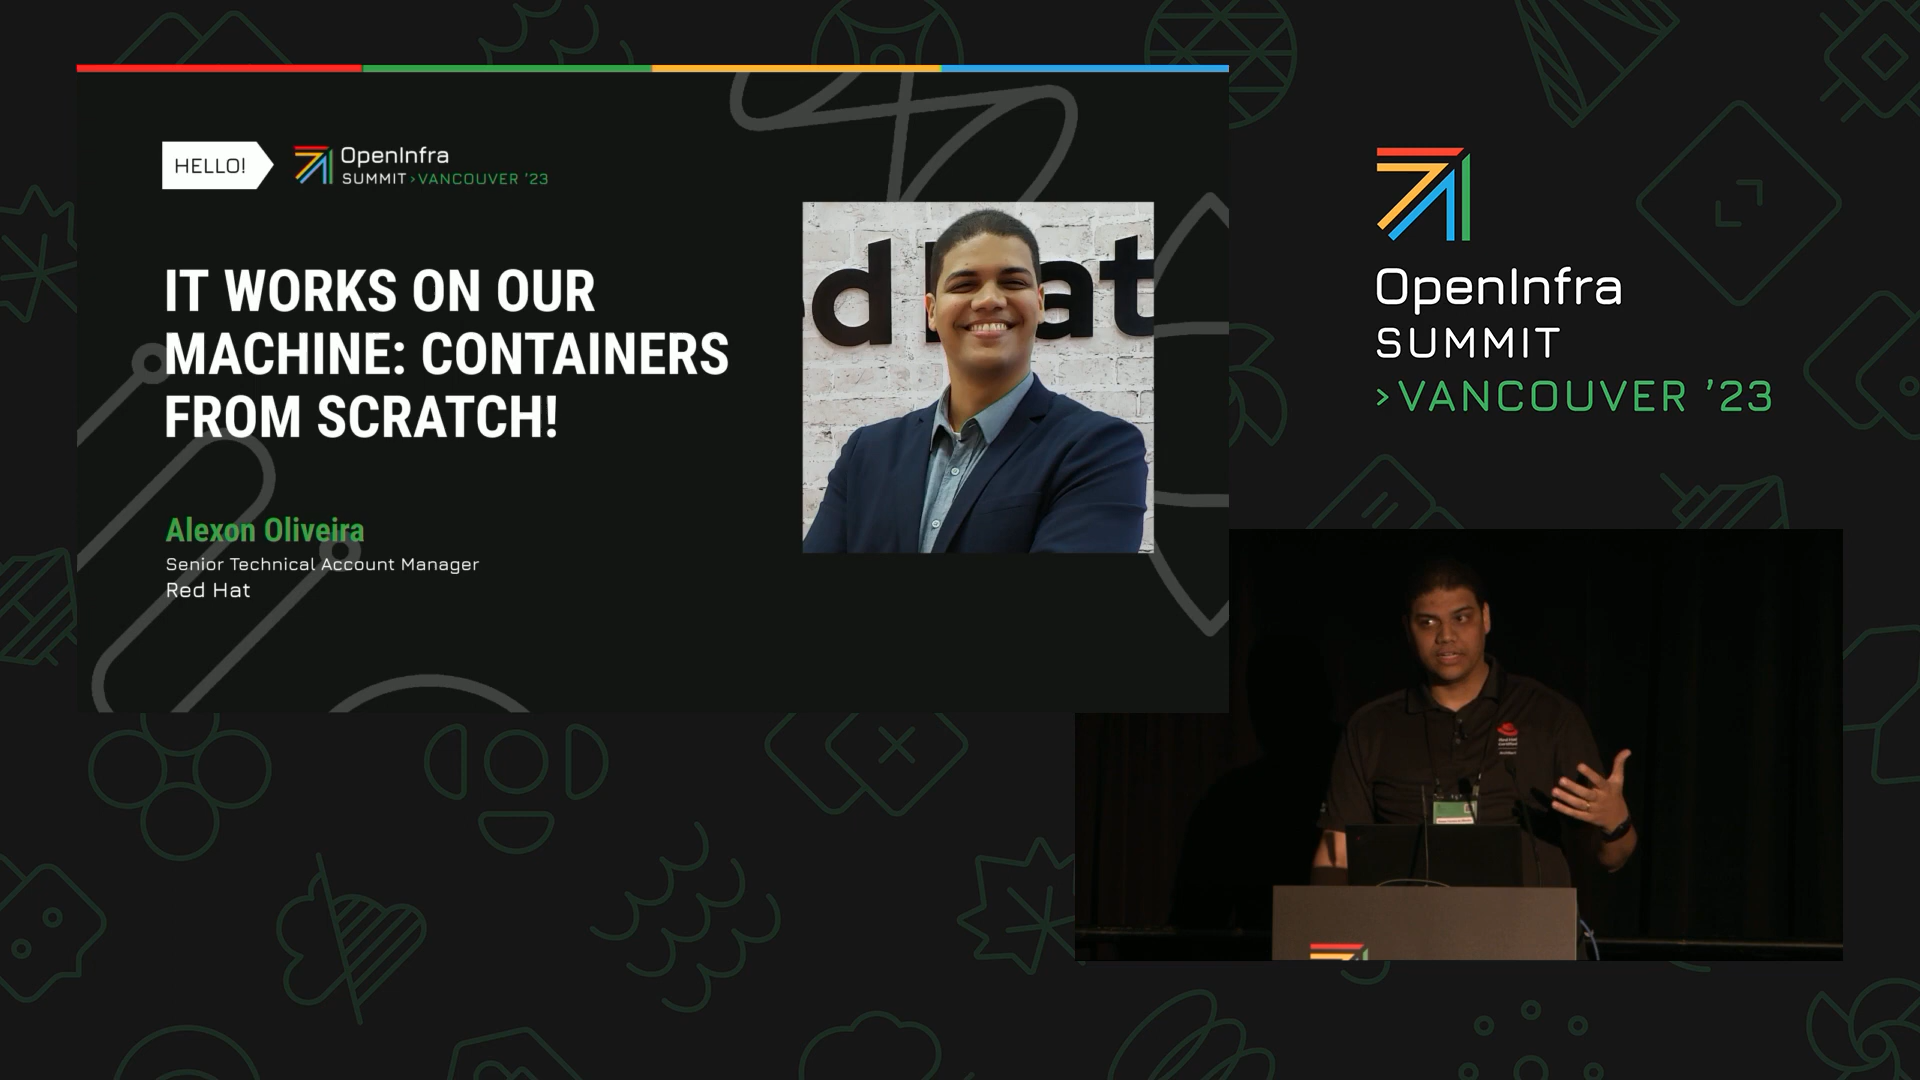 HELLO!
OpenInfra
SUMMIT>VANCOUVER '23
IT WORKS ON OUR
MACHINE: CONTAINERS
FROM SCRATCH!
Alexon Oliveira
Senior Technical Account Manager
Red Hat
d Hat
OpenInfra
SUMMIT
>VANCOUVER '23